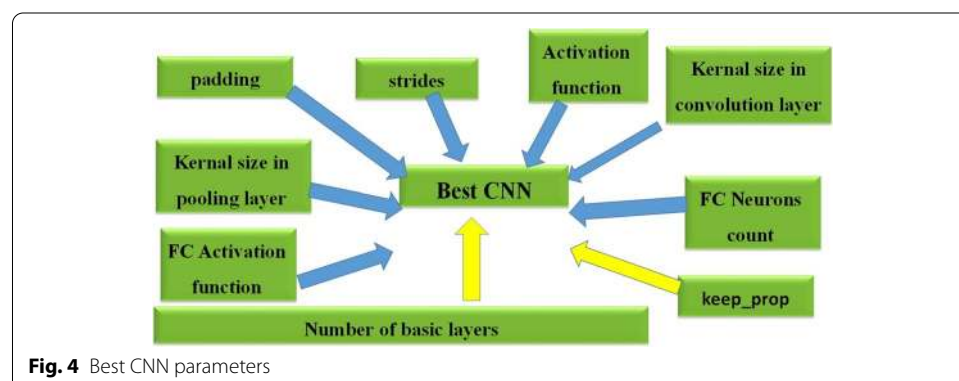 padding
strides
Activation
function
Kernal size in
convolution layer
Kernal size in
pooling layer
Best CNN
FC Neurons
count
FC Activation
function
keep_prop
Number of basic layers
Fig. 4 Best CNN parameters